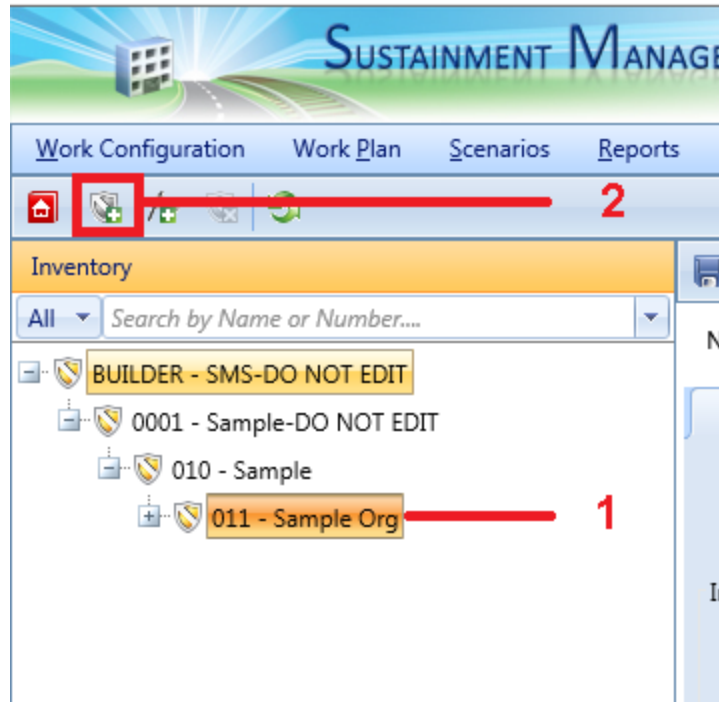 SUSTAINMENT MANAGE
Work Configuration Work Plan Scenarios Reports
2
Inventory
All Search by Name or Number....
N
BUILDER - SMS-DO NOT EDIT
0001 - Sample-DO NOT EDIT
010 - Sample
011 - Sample Org 1
In